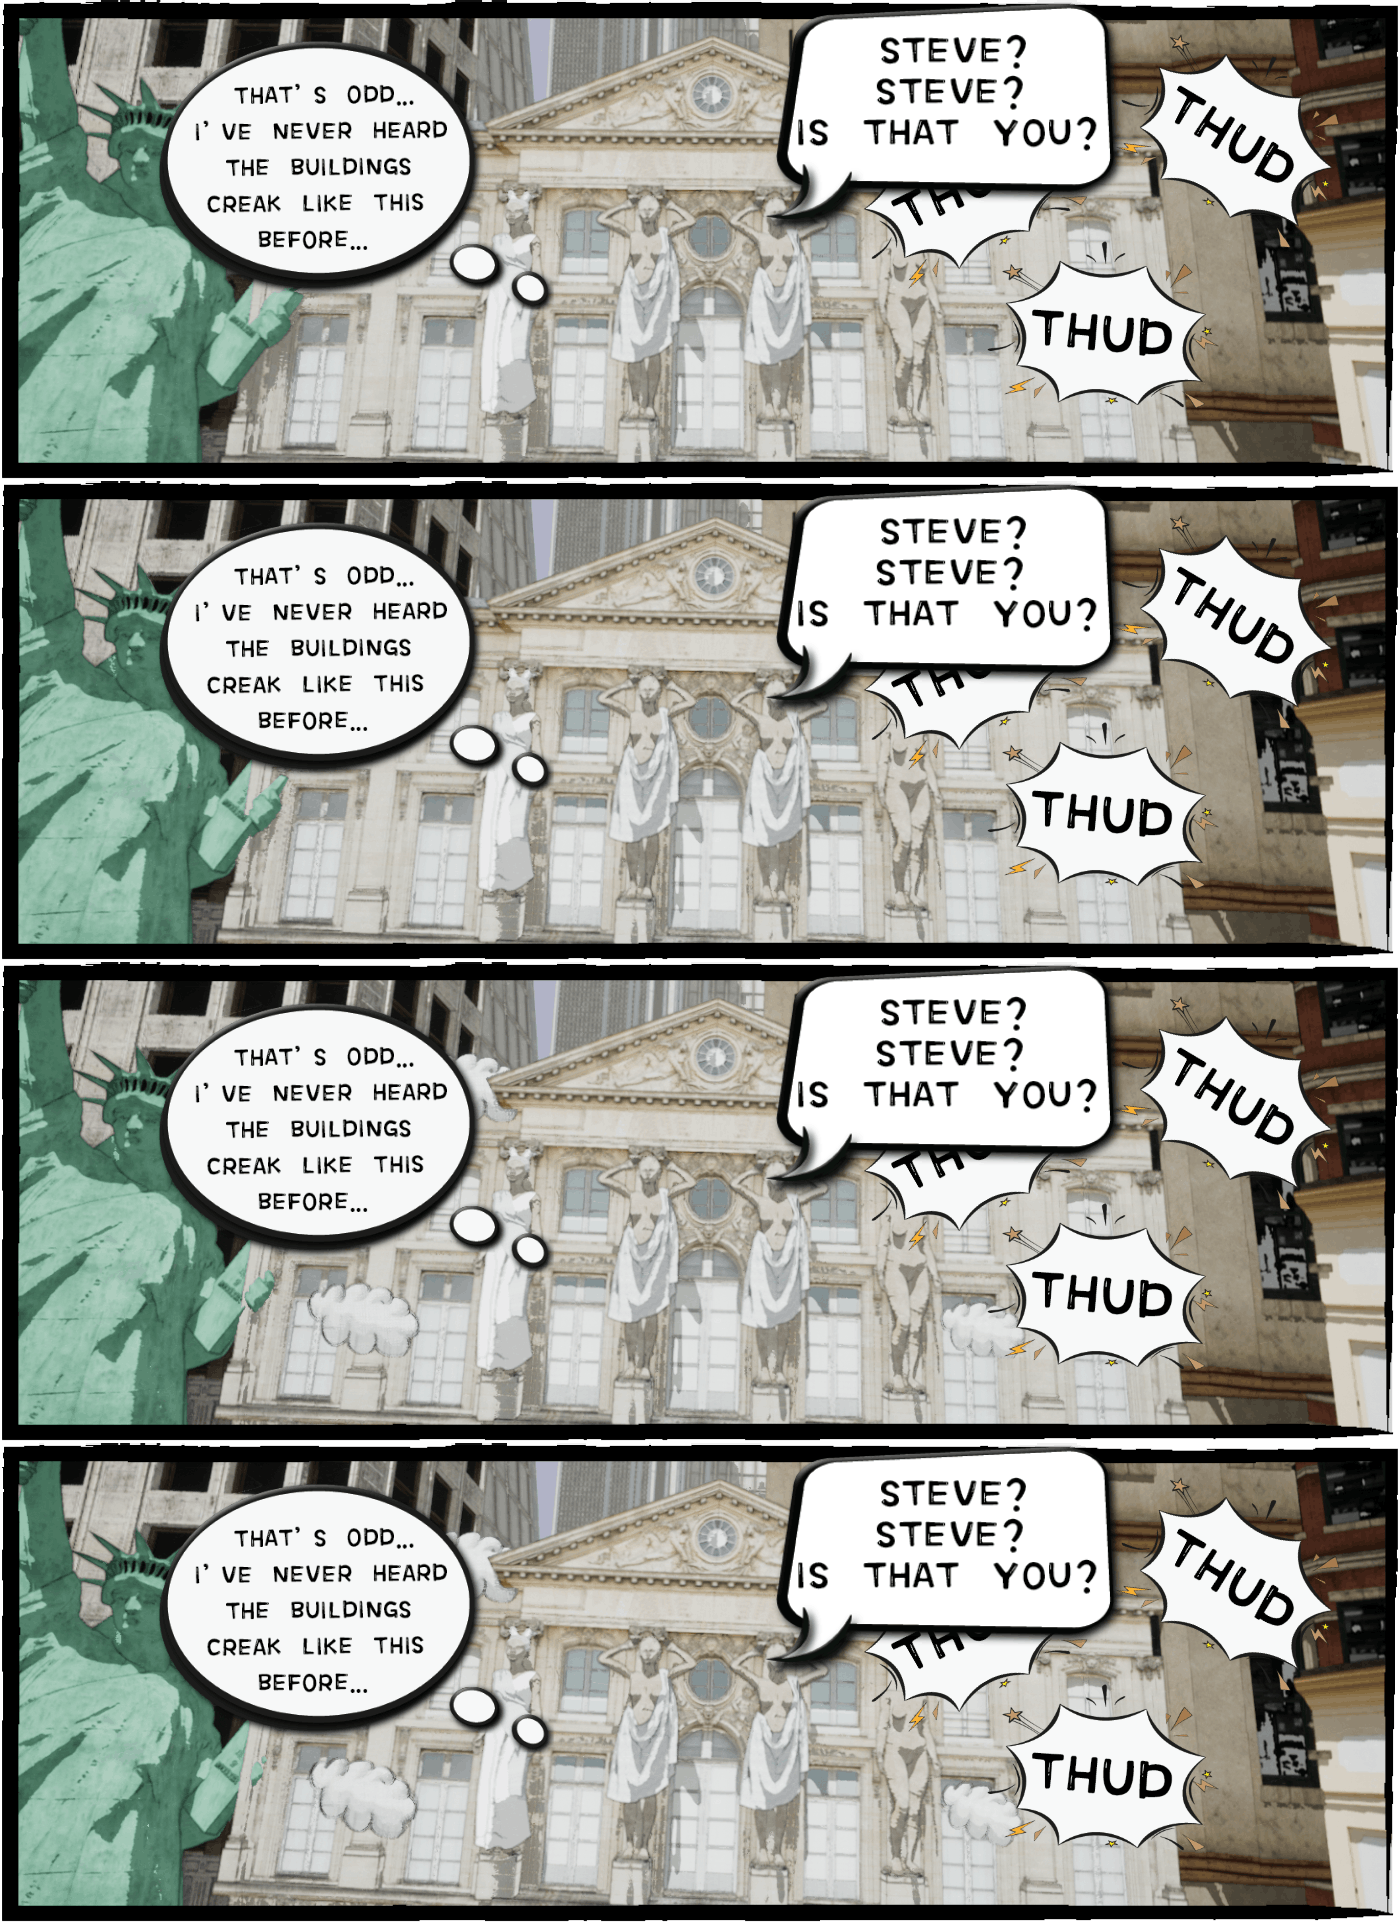 THAT'S ODD...
I'VE NEVER HEARD
THE BUILDINGS
CREAK LIKE THIS
BEFORE...
STEVE?
STEVE?
IS THAT YOU?
THUD
THUD
THAT'S ODD...
I'VE NEVER HEARD
THE BUILDINGS
CREAK LIKE THIS
BEFORE...
STEVE?
STEVE?
IS THAT YOU?
THUD
THUD
THAT'S ODD...
I'VE NEVER HEARD
THE BUILDINGS
CREAK LIKE THIS
BEFORE...
STEVE?
STEVE?
IS THAT YOU?
THUD
THUD
THAT'S ODD...
I'VE NEVER HEARD
THE BUILDINGS
CREAK LIKE THIS
BEFORE...
STEVE?
STEVE?
IS THAT YOU?
THUD
THUD